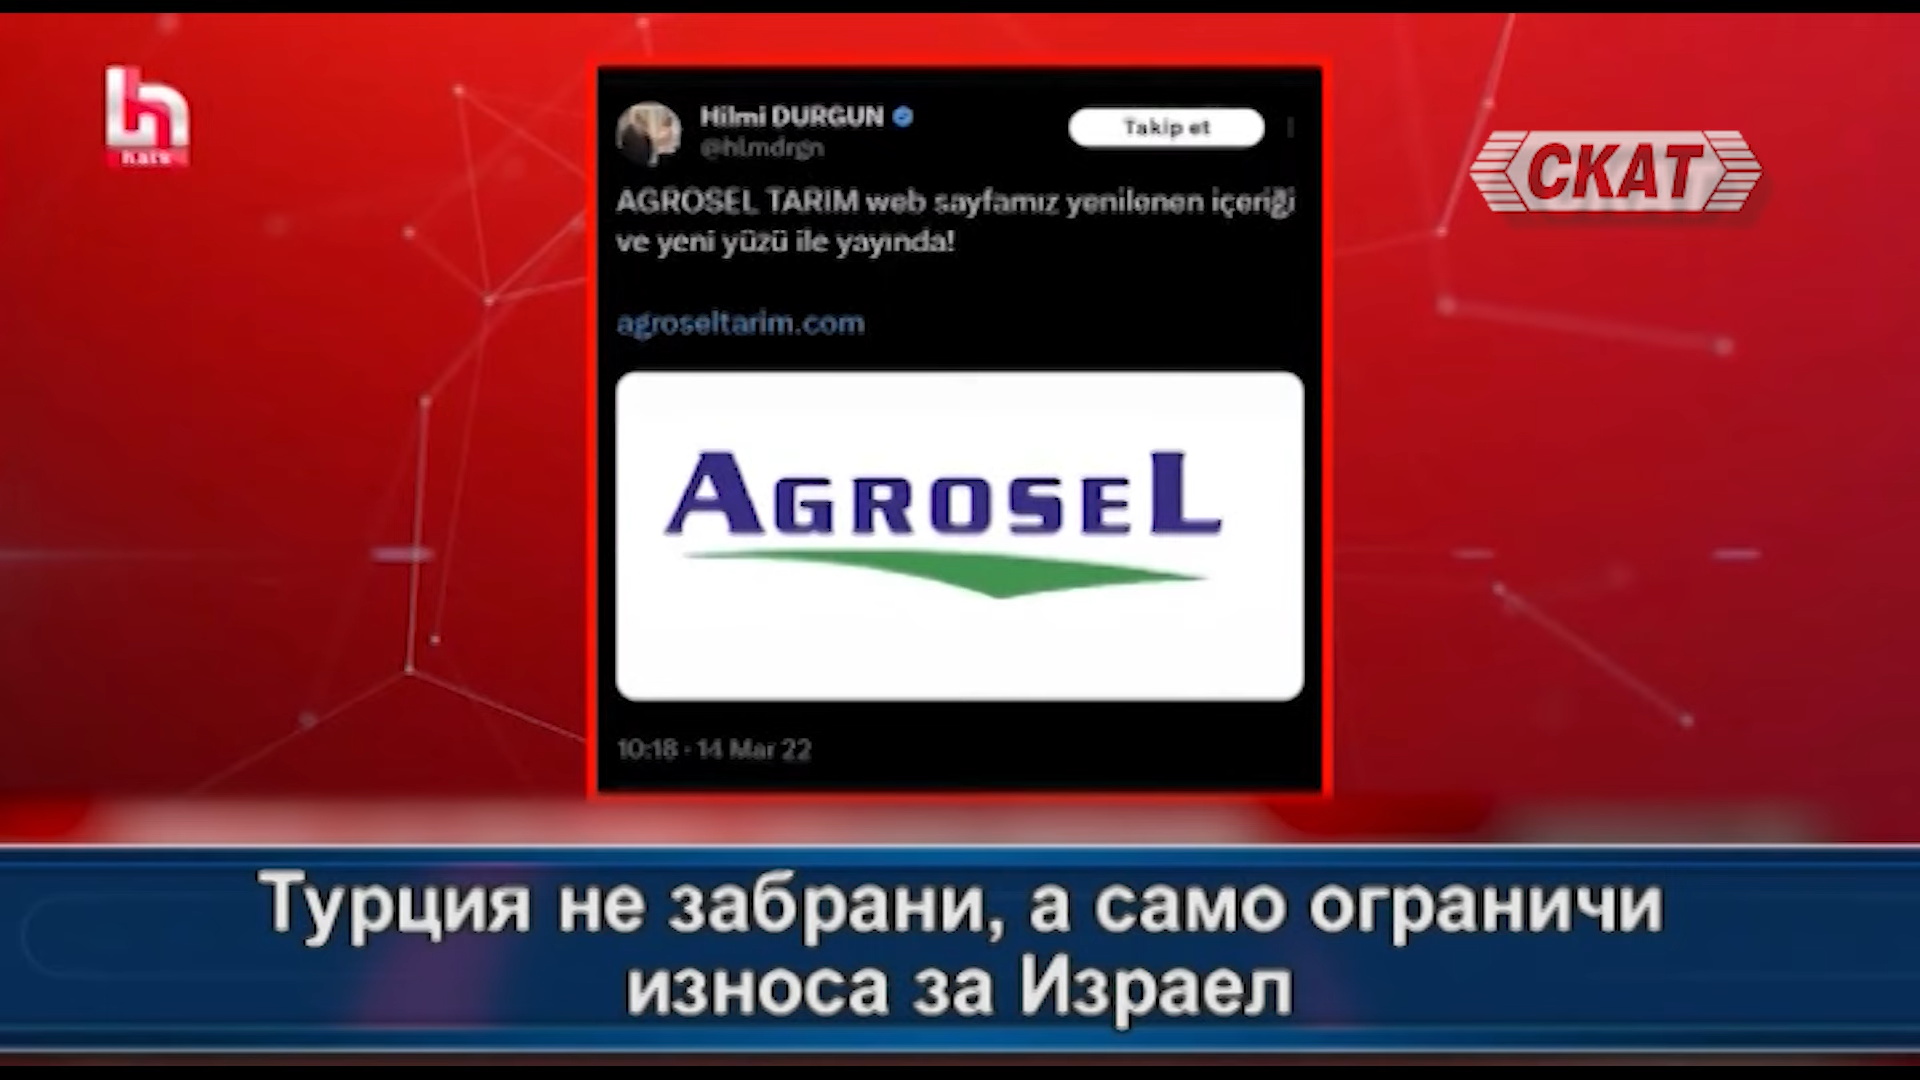 Hilmi DURGUN
@hlmdrgn
Takip et
СКАТ
AGROSEL TARIM web sayfamız yenilenen içeriği
ve yeni yüzü ile yayında!
agroseltarim.com
AGROSEL
10:18 · 14 Mar 22
Турция не забрани, а само ограничи
износа за Израел